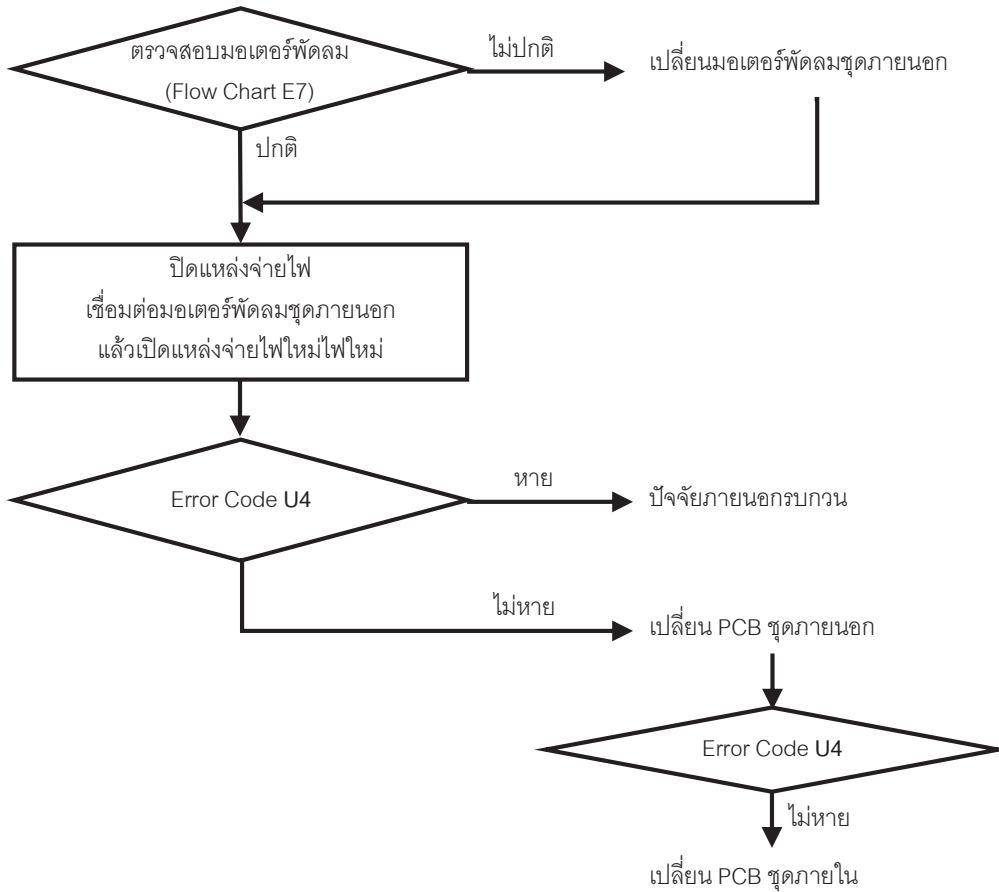 ตรวจสอบมอเตอร์พัดลม
(Flow Chart E7)
ไม่ปกติ
เปลี่ยนมอเตอร์พัดลมชุดภายนอก
ปกติ
ปิดแหล่งจ่ายไฟ
เชื่อมต่อมอเตอร์พัดลมชุดภายนอก
แล้วเปิดแหล่งจ่ายไฟใหม่ไฟใหม่
Error Code U4
หาย
ปัจจัยภายนอกรบกวน
ไม่หาย
เปลี่ยน PCB ชุดภายนอก
Error Code U4
ไม่หาย
เปลี่ยน PCB ชุดภายใน